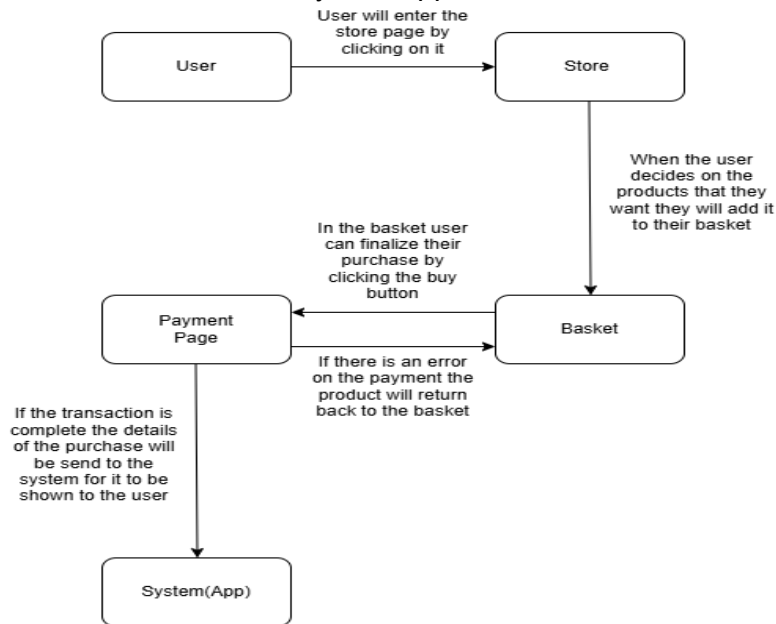 User will enter the
store page by
clicking on it
User
Store
When the user
decides on the
products that they
want they will add it
to their basket
In the basket user
can finalize their
purchase by
clicking the buy
button
Payment
Page
Basket
If there is an error
on the payment the
product will return
back to the basket
If the transaction is
complete the details
of the purchase will
be send to the
system for it to be
shown to the user
System(App)